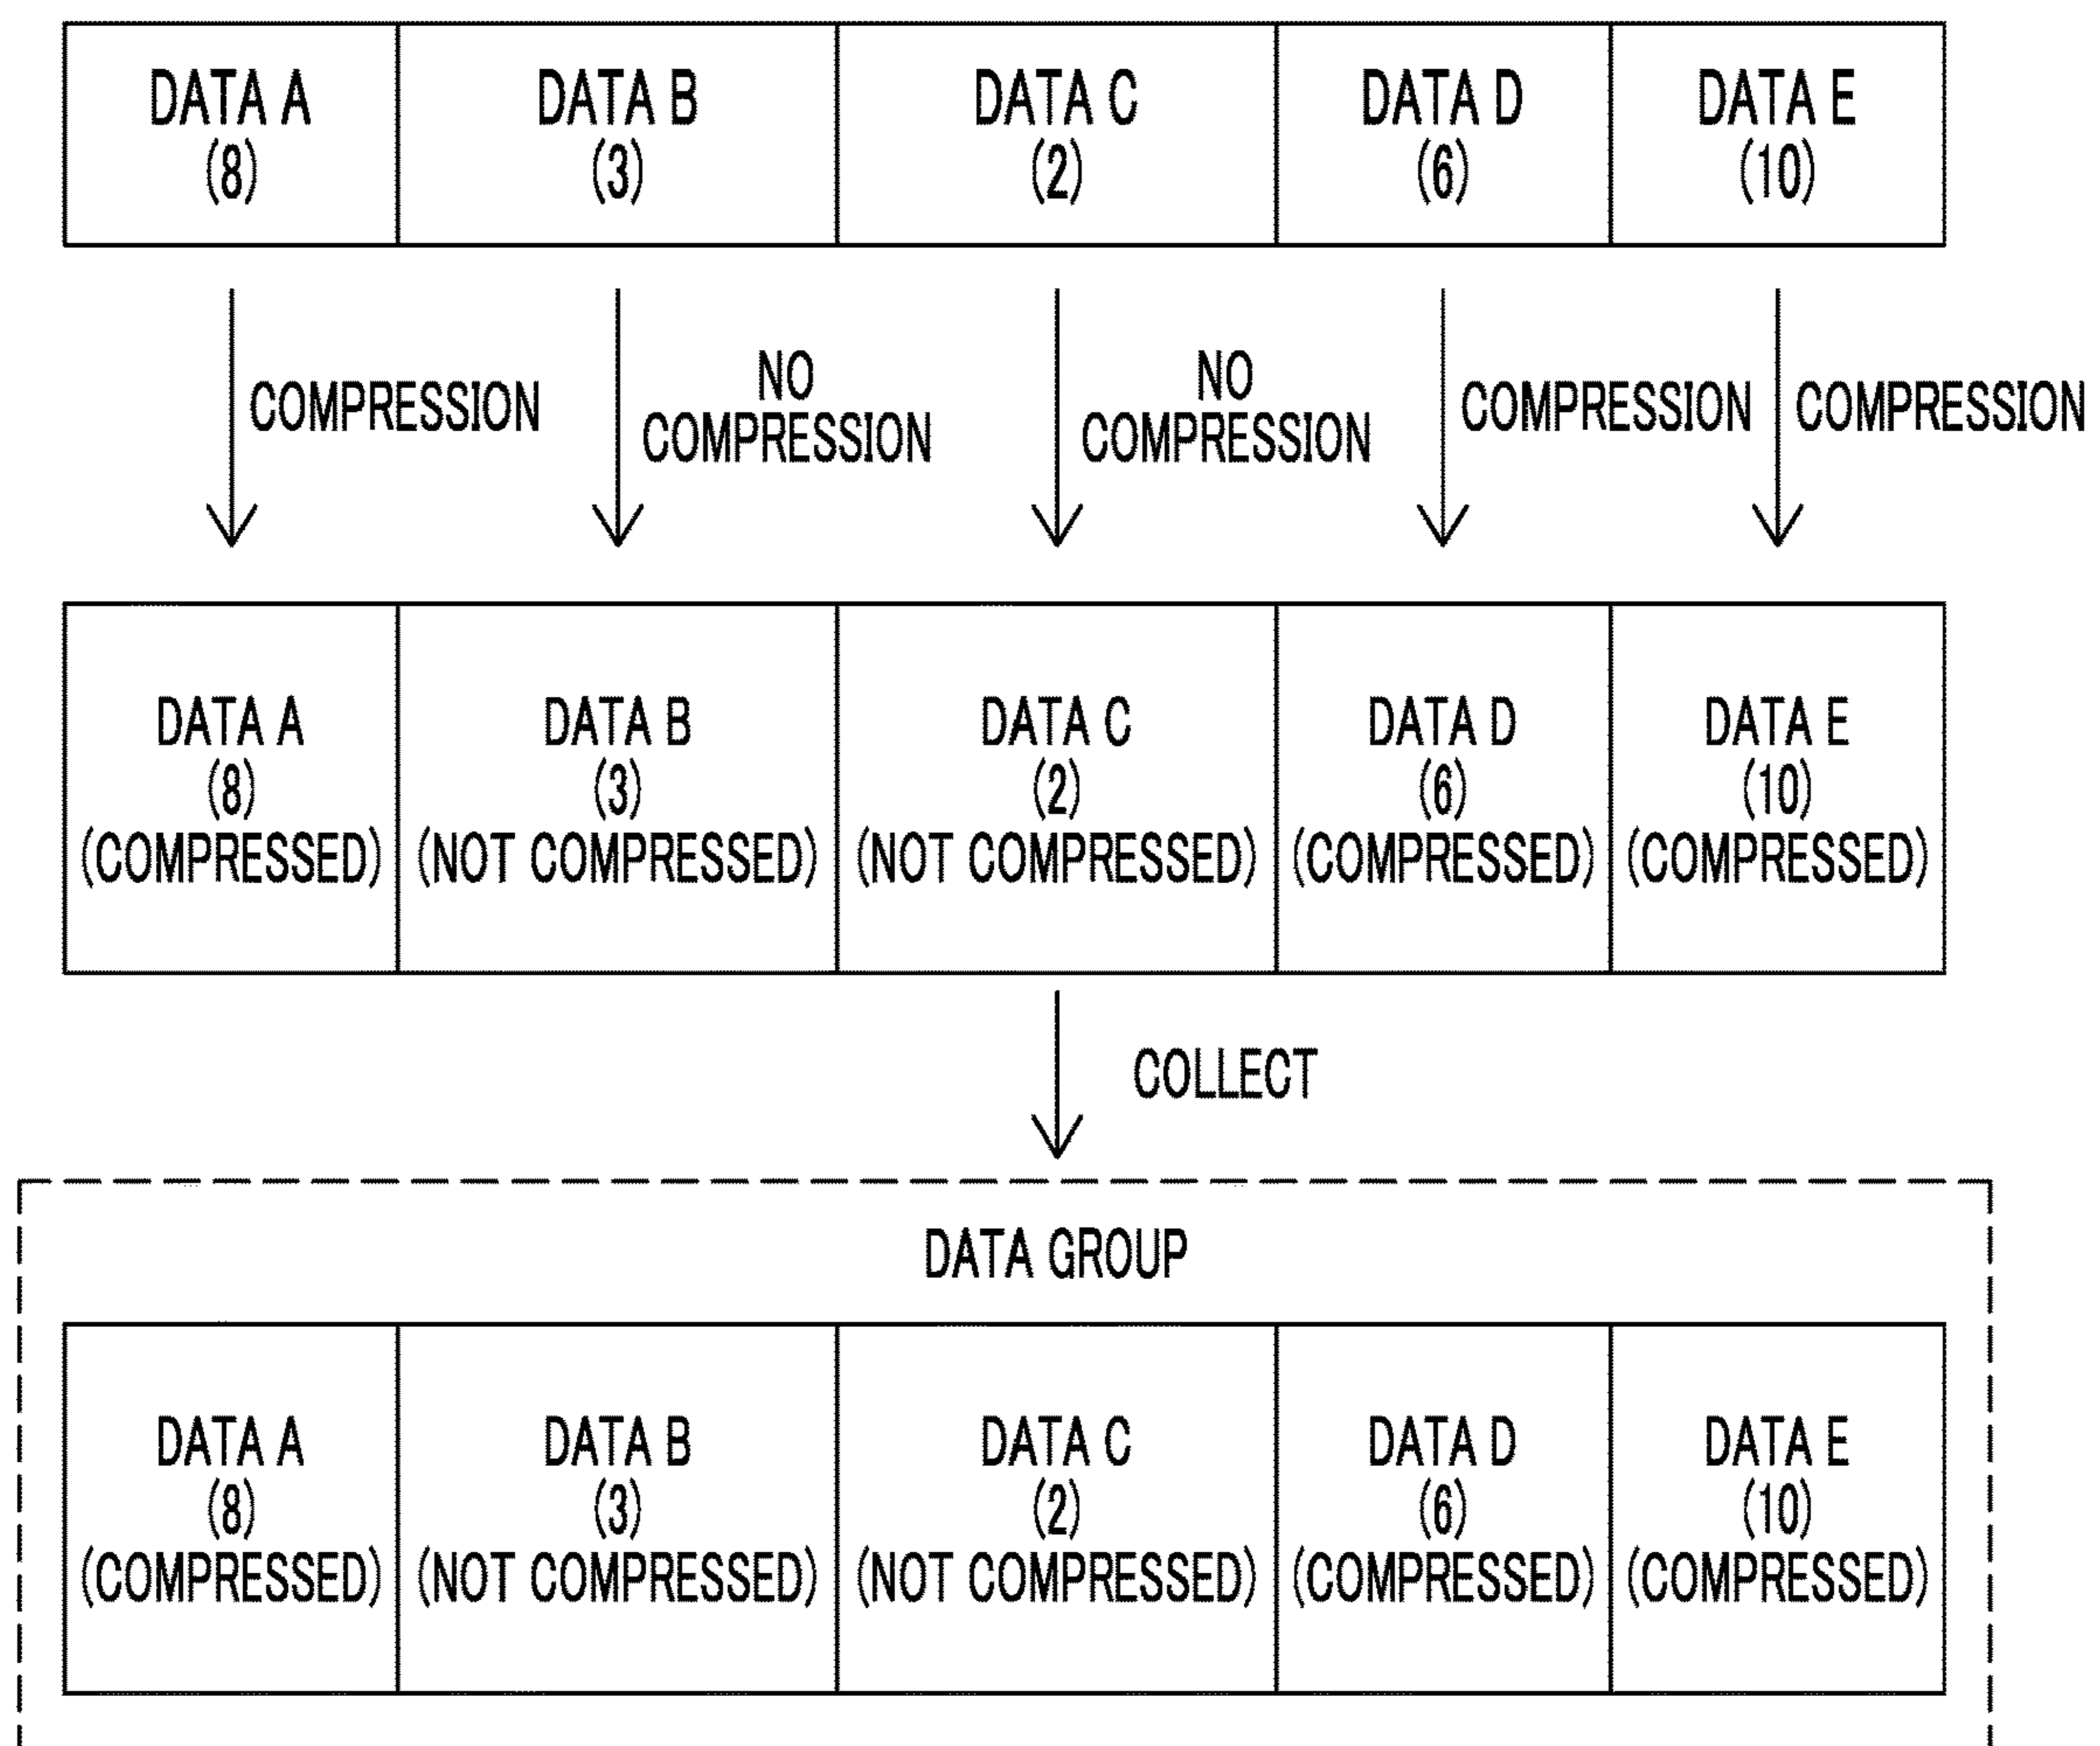 DATA A
(8)
DATA B
(3)
DATA C
(2)
DATA D
(6)
DATA E
(10)
COMPRESSION
NO
COMPRESSION
NO
COMPRESSION
COMPRESSION
COMPRESSION
DATA A
(8)
(COMPRESSED)
DATA B
(3)
(NOT COMPRESSED)
DATA C
(2)
(NOT COMPRESSED)
DATA D
(6)
(COMPRESSED)
DATA E
(10)
(COMPRESSED)
COLLECT
DATA GROUP
DATA A
(8)
(COMPRESSED)
DATA B
(3)
(NOT COMPRESSED)
DATA C
(2)
(NOT COMPRESSED)
DATA D
(6)
(COMPRESSED)
DATA E
(10)
(COMPRESSED)